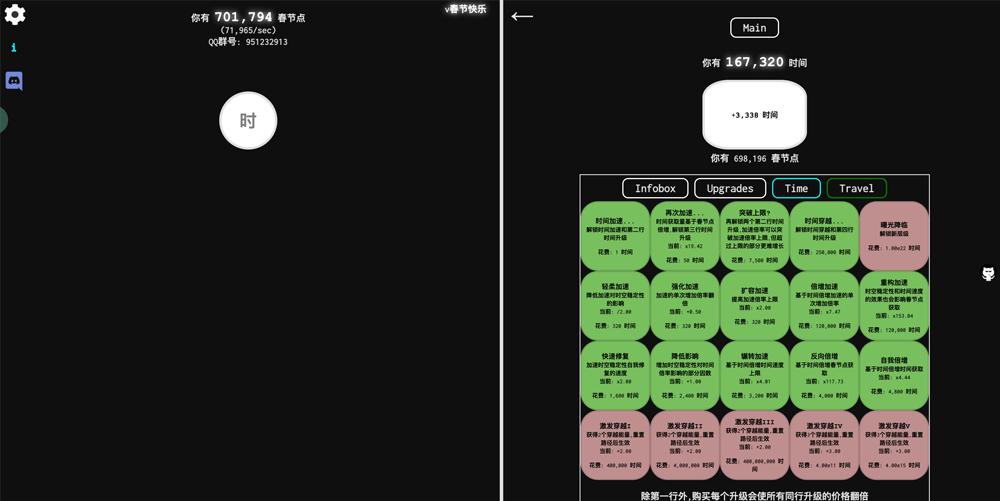 v春节快乐
你有 701,794 春节点
(71,965/sec)
QQ群号: 951232913
i
时
←
Main
你有 167,320 时间
+3,338 时间
你有 698,196 春节点
Infobox
Upgrades
Time
Travel
时间加速...
解锁时间加速和第二行
时间升级
花费: 1 时间
再次加速...
时间获取量基于春节点
倍增,解锁第三行时间
升级
当前: x19.42
花费: 50 时间
突破上限?
再解锁两个第二行时间
升级,加速倍率可以突
破加速倍率上限,但超
过上限的部分更难增长
花费: 7,500 时间
时间穿越...
解锁时间穿越和第四行
时间升级
花费: 250,000 时间
曙光降临
解锁新层级
花费: 1.00e22 时间
轻柔加速
降低加速对时空稳定性
的影响
当前: /2.00
花费: 320 时间
强化加速
加速的单次增加倍率翻
倍
当前: +0.50
花费: 320 时间
扩容加速
提高加速倍率上限
当前: x2.00
花费: 320 时间
倍增加速
基于时间倍增加速的单
次增加倍率
当前: x7.47
花费: 120,000 时间
重构加速
时空稳定性和时间速度
的效果也会影响春节点
获取
当前: x153.04
花费: 120,000 时间
快速修复
加速时空稳定性自我修
复的速度
当前: x2.00
花费: 1,600 时间
降低影响
增加时空稳定性对时间
倍率影响的部分因数
当前: +1.00
花费: 2,400 时间
辗转加速
基于时间倍增时间速度
上限
当前: x4.81
花费: 3,200 时间
反向倍增
基于时间倍增春节点获
取
当前: x117.73
花费: 4,000 时间
自我倍增
基于时间倍增时间获取
当前: x4.44
花费: 4,800 时间
激发穿越I
获得2个穿越能量,重置
路径后生效
当前: +2.00
花费: 400,000 时间
激发穿越II
获得2个穿越能量,重置
路径后生效
当前: +2.00
花费: 4,000,000 时间
激发穿越III
获得2个穿越能量,重置
路径后生效
当前: +2.00
花费: 400,000,000 时
间
激发穿越IV
获得3个穿越能量,重置
路径后生效
当前: +3.00
花费: 4.00e11 时间
激发穿越V
获得3个穿越能量,重置
路径后生效
当前: +3.00
花费: 4.00e15 时间
除第一行外,购买每个升级会使所有同行升级的价格翻倍